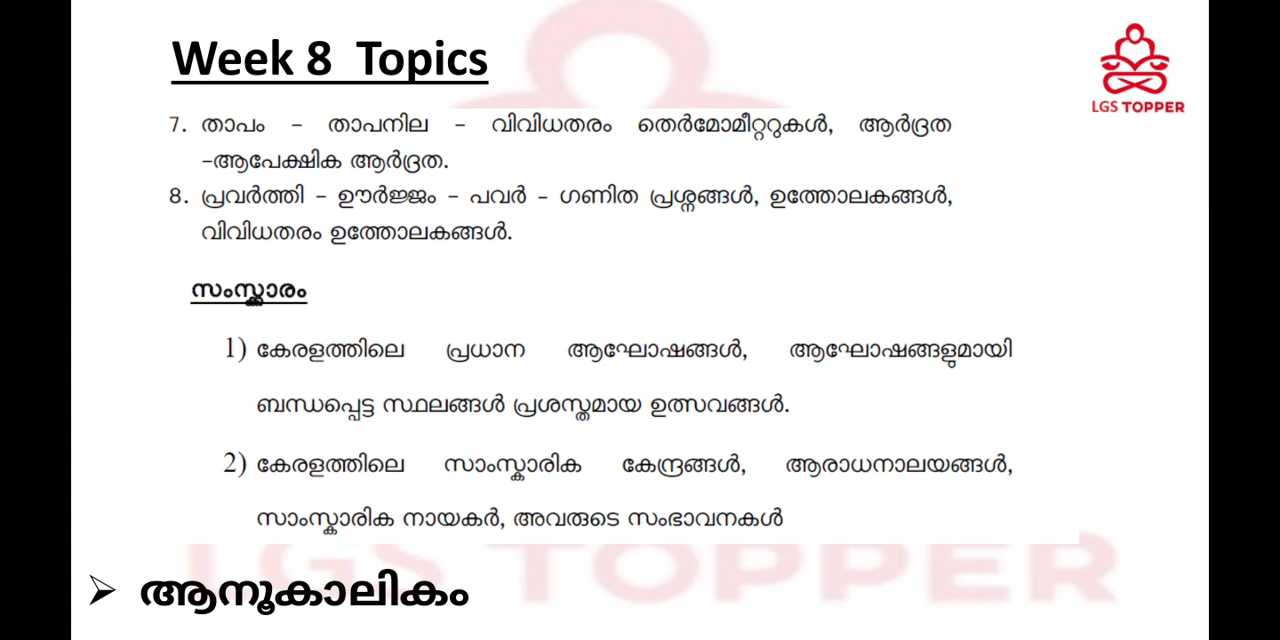 Week 8 Topics
LGS TOPPER
7. താപം – താപനില – വിവിധതരം തെർമോമീറ്ററുകൾ, ആർദ്രത
–ആപേക്ഷിക ആർദ്രത.
8. പ്രവർത്തി – ഊർജ്ജം – പവർ – ഗണിത പ്രശ്നങ്ങൾ, ഉത്തോലകങ്ങൾ,
വിവിധതരം ഉത്തോലകങ്ങൾ.
സംസ്ക്കാരം
1) കേരളത്തിലെ പ്രധാന ആഘോഷങ്ങൾ, ആഘോഷങ്ങളുമായി
ബന്ധപ്പെട്ട സ്ഥലങ്ങൾ പ്രശസ്തമായ ഉത്സവങ്ങൾ.
2) കേരളത്തിലെ സാംസ്കാരിക കേന്ദ്രങ്ങൾ, ആരാധനാലയങ്ങൾ,
സാംസ്കാരിക നായകർ, അവരുടെ സംഭാവനകൾ
LGS TOPPER
➢ ആനൂകാലികം